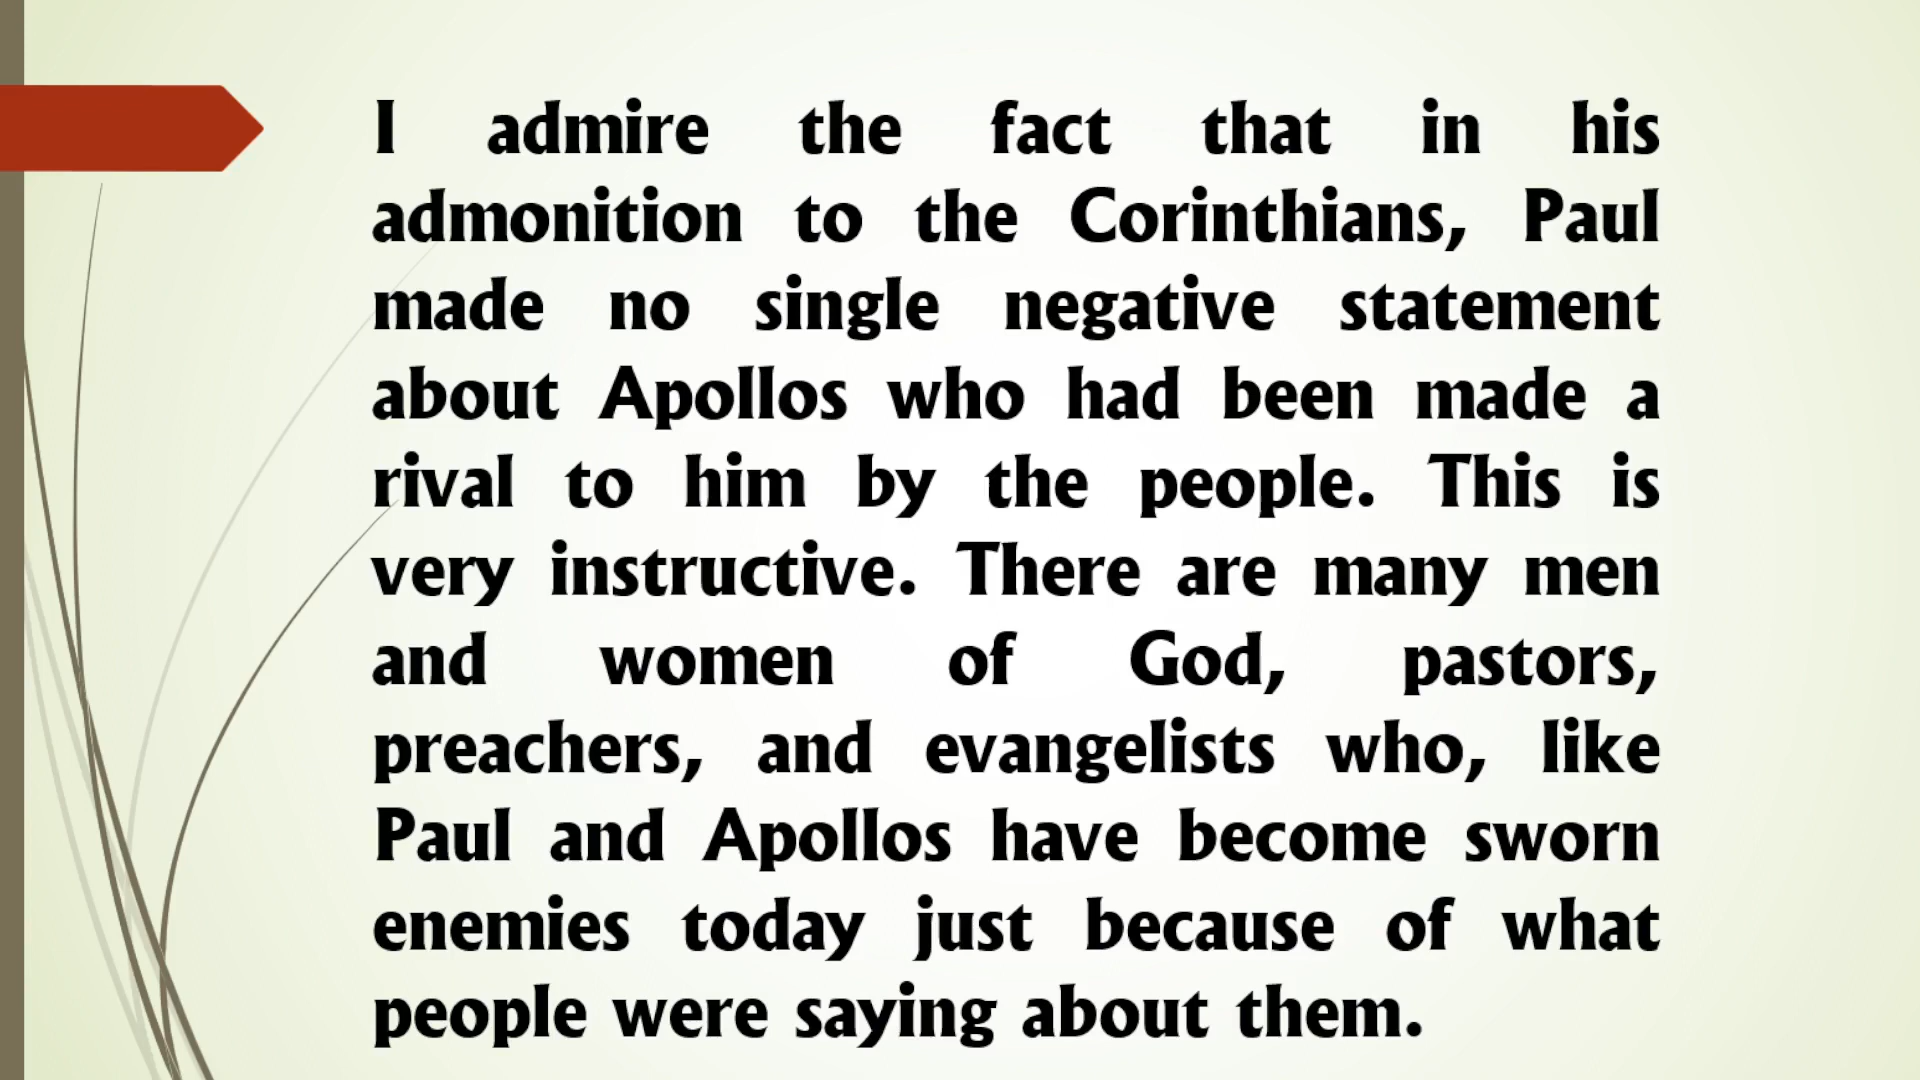 I admire the fact that in his
admonition to the Corinthians, Paul
made no single negative statement
about Apollos who had been made a
rival to him by the people. This is
very instructive. There are many men
and women of God, pastors,
preachers, and evangelists who, like
Paul and Apollos have become sworn
enemies today just because of what
people were saying about them.